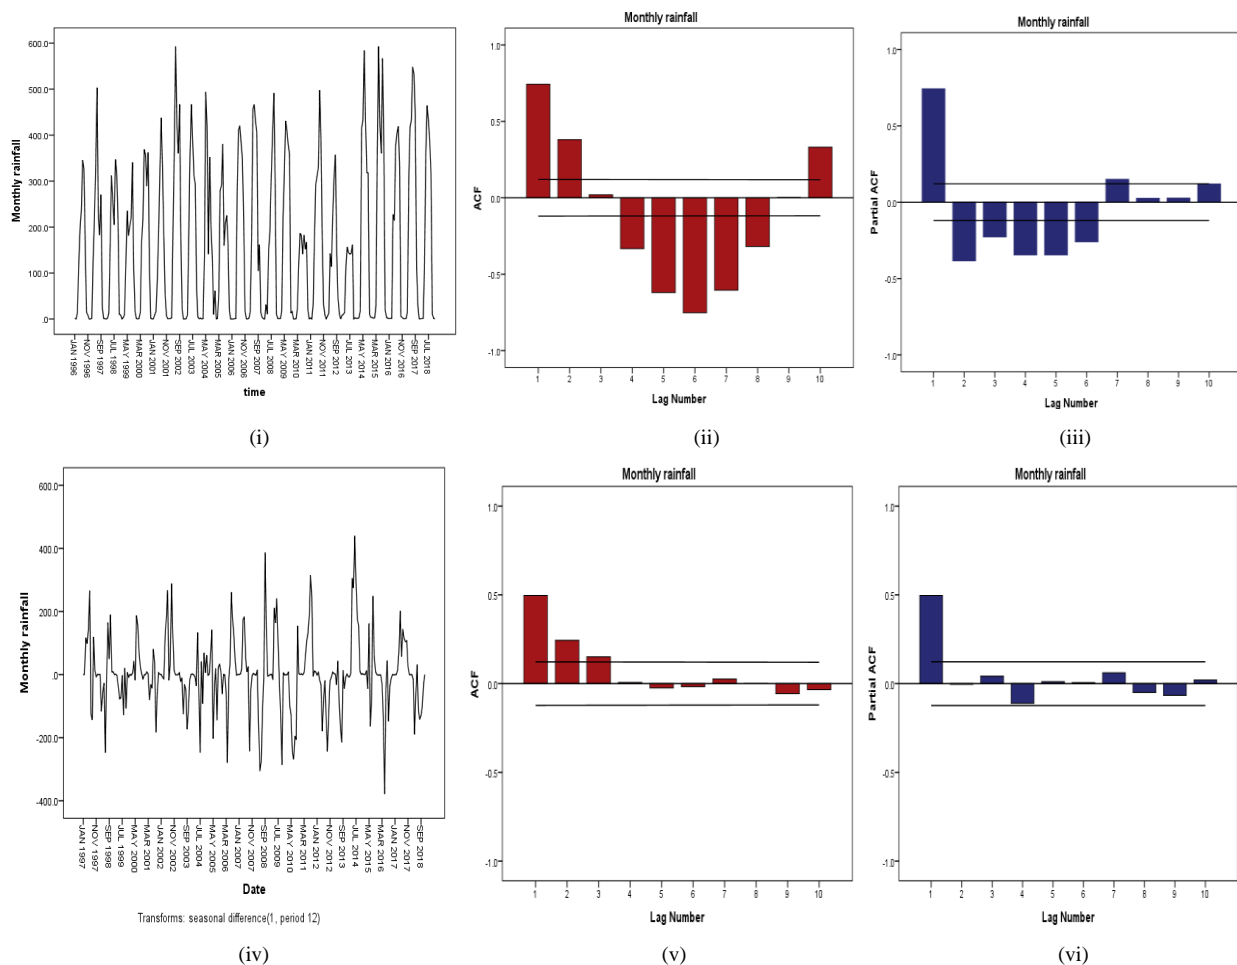 Monthly rainfall
600.0
500.0
400.0
300.0
200.0
100.0
.0
JAN 1996
NOV 1996
SEP 1997
JUL 1998
MAY 1999
MAR 2000
JAN 2001
NOV 2001
SEP 2002
JUL 2003
MAY 2004
MAR 2005
JAN 2006
NOV 2006
SEP 2007
JUL 2008
MAY 2009
MAR 2010
JAN 2011
NOV 2011
SEP 2012
JUL 2013
MAY 2014
MAR 2015
JAN 2016
NOV 2016
SEP 2017
JUL 2018
time
(i)
Monthly rainfall
ACF
1.0
0.5
0.0
-0.5
-1.0
1 2 3 4 5 6 7 8 9 10
Lag Number
(ii)
Monthly rainfall
Partial ACF
1.0
0.5
0.0
-0.5
-1.0
1 2 3 4 5 6 7 8 9 10
Lag Number
(iii)
Monthly rainfall
600.0
400.0
200.0
.0
-200.0
-400.0
JAN 1997
NOV 1997
SEP 1998
JUL 1999
MAY 2000
MAR 2001
JAN 2002
NOV 2002
SEP 2003
JUL 2004
MAY 2005
MAR 2006
JAN 2007
NOV 2007
SEP 2008
JUL 2009
MAY 2010
MAR 2011
JAN 2012
NOV 2012
SEP 2013
JUL 2014
MAY 2015
MAR 2016
JAN 2017
NOV 2017
SEP 2018
Date
Transforms: seasonal difference(1, period 12)
(iv)
Monthly rainfall
ACF
1.0
0.5
0.0
-0.5
-1.0
1 2 3 4 5 6 7 8 9 10
Lag Number
(v)
Monthly rainfall
Partial ACF
1.0
0.5
0.0
-0.5
-1.0
1 2 3 4 5 6 7 8 9 10
Lag Number
(vi)